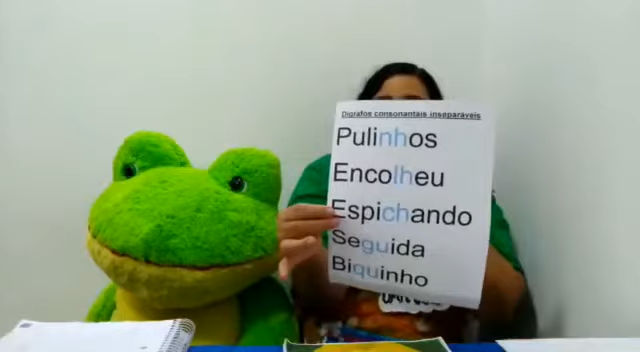 Dígrafos consonantais inseparáveis
Pulinhos
Encolheu
Espichando
Seguida
Biquinho